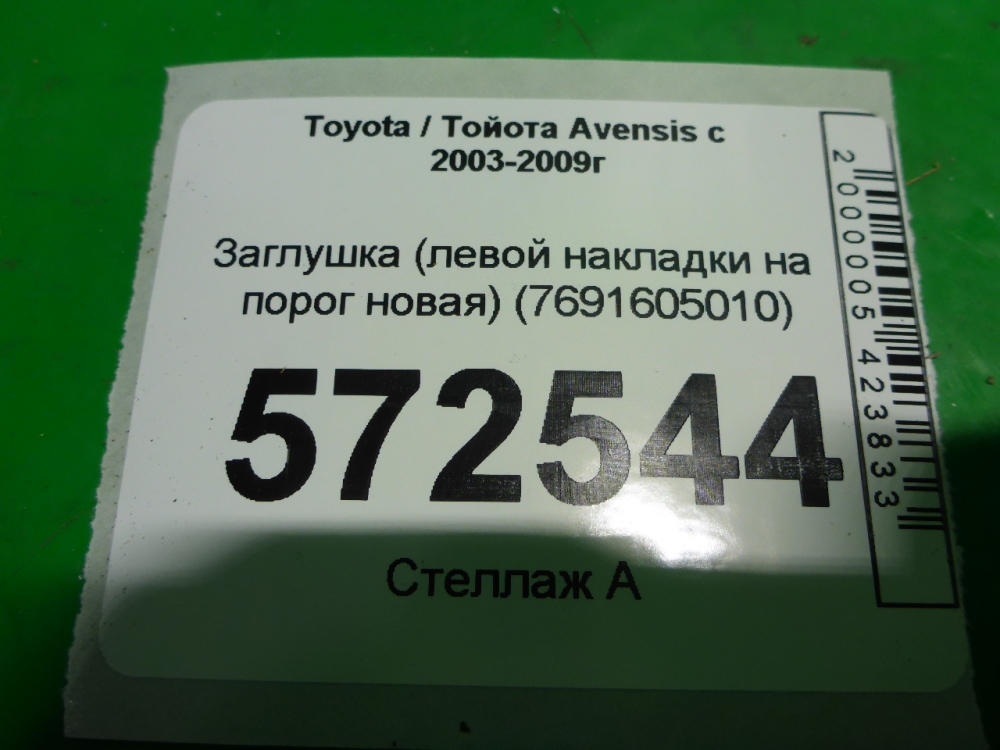 Toyota / Тойота Avensis с
2003-2009г
Заглушка (левой накладки на
порог новая) (7691605010)
572544
Стеллаж А
2000005423833